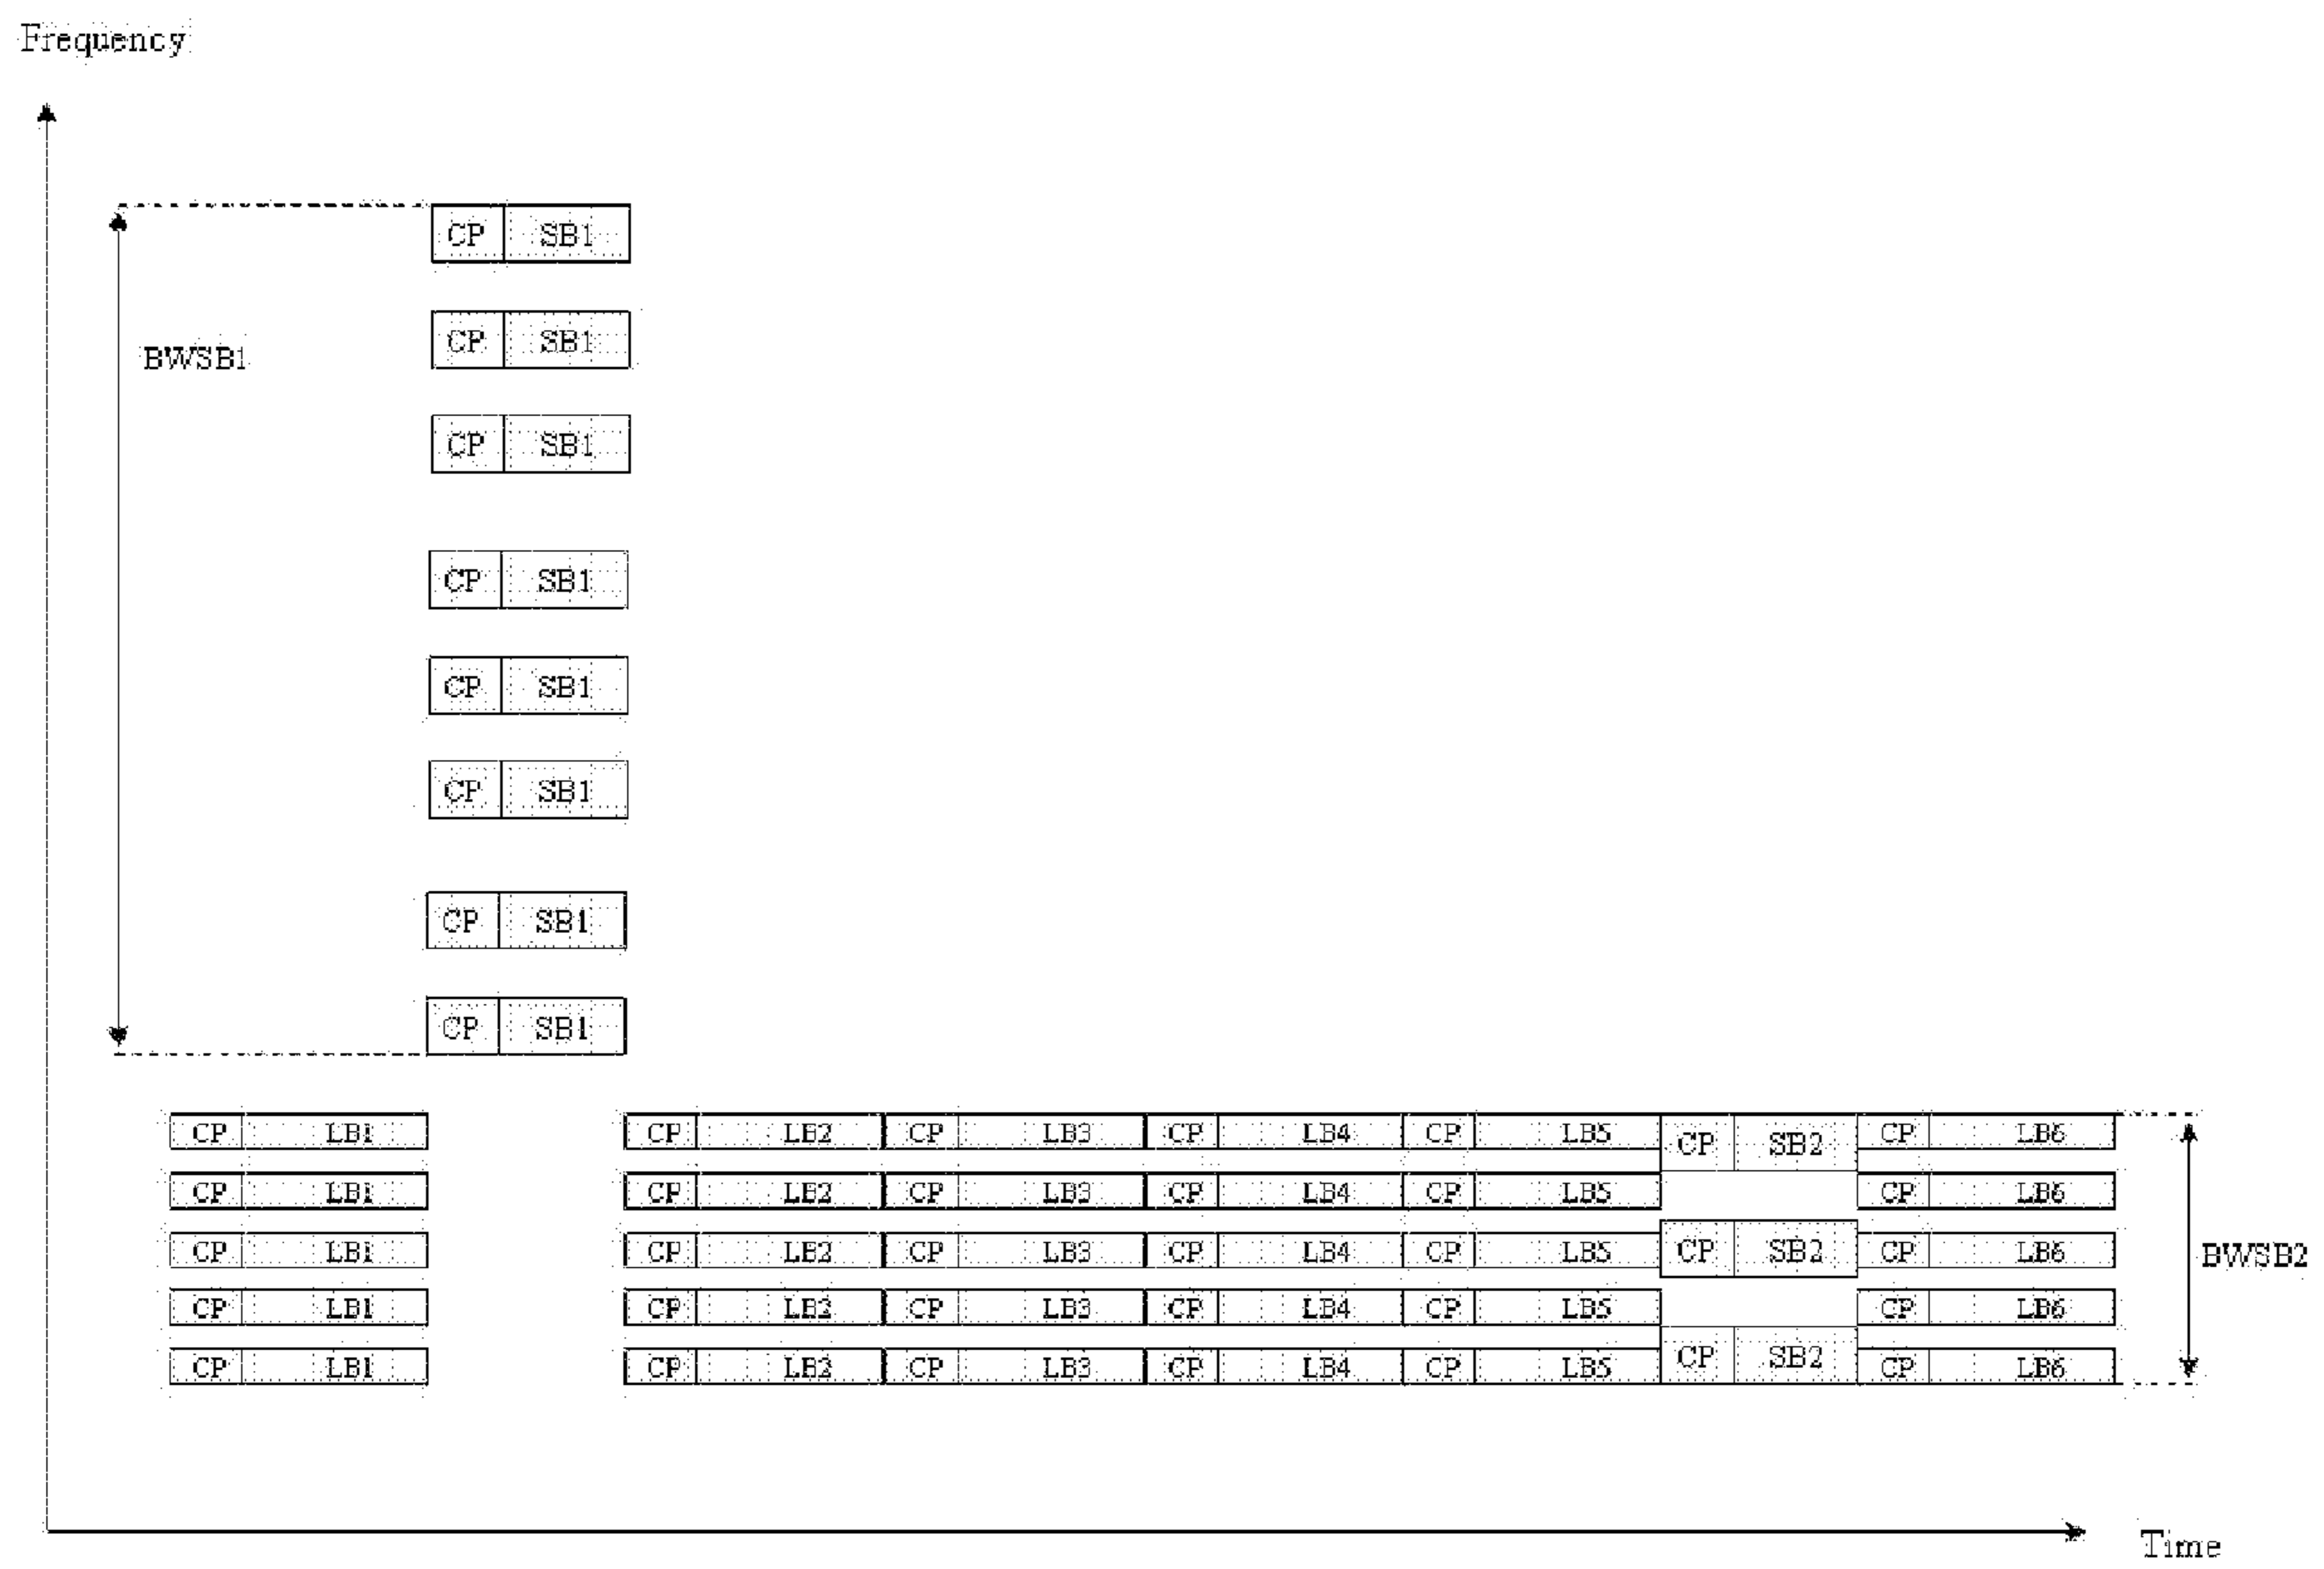 Frequency
CP SB1
CP SB1
BWSB1
CP SB1
CP SB1
CP SB1
CP SB1
CP SB1
CP SB1
CP LB1 CP LB2 CP LB3 CP LB4 CP LB5 CP SB2 CP LB6
CP LB1 CP LB2 CP LB3 CP LB4 CP LB5 CP LB6
CP LB1 CP LB2 CP LB3 CP LB4 CP LB5 CP SB2 CP LB6 BWSB2
CP LB1 CP LB2 CP LB3 CP LB4 CP LB5 CP LB6
CP LB1 CP LB2 CP LB3 CP LB4 CP LB5 CP SB2 CP LB6
Time